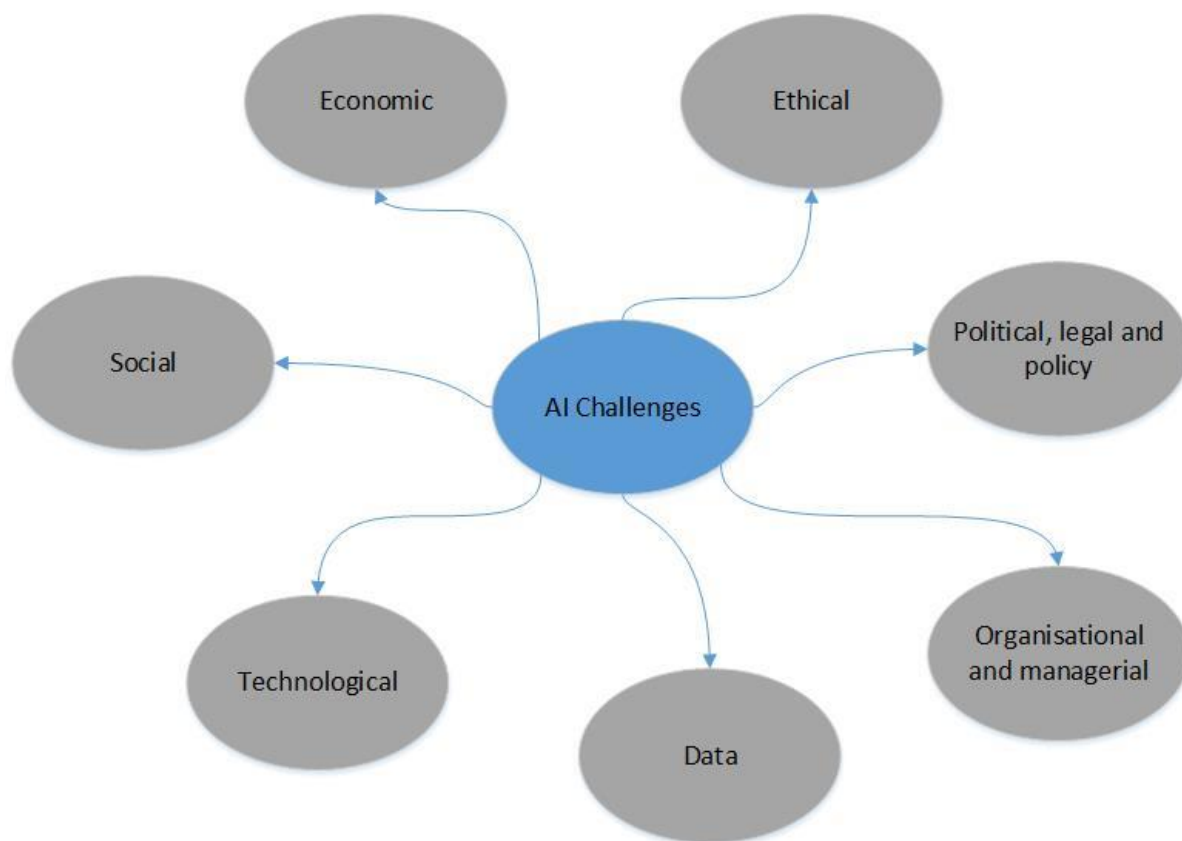 Economic
Ethical
Social
AI Challenges
Political, legal and
policy
Technological
Data
Organisational
and managerial